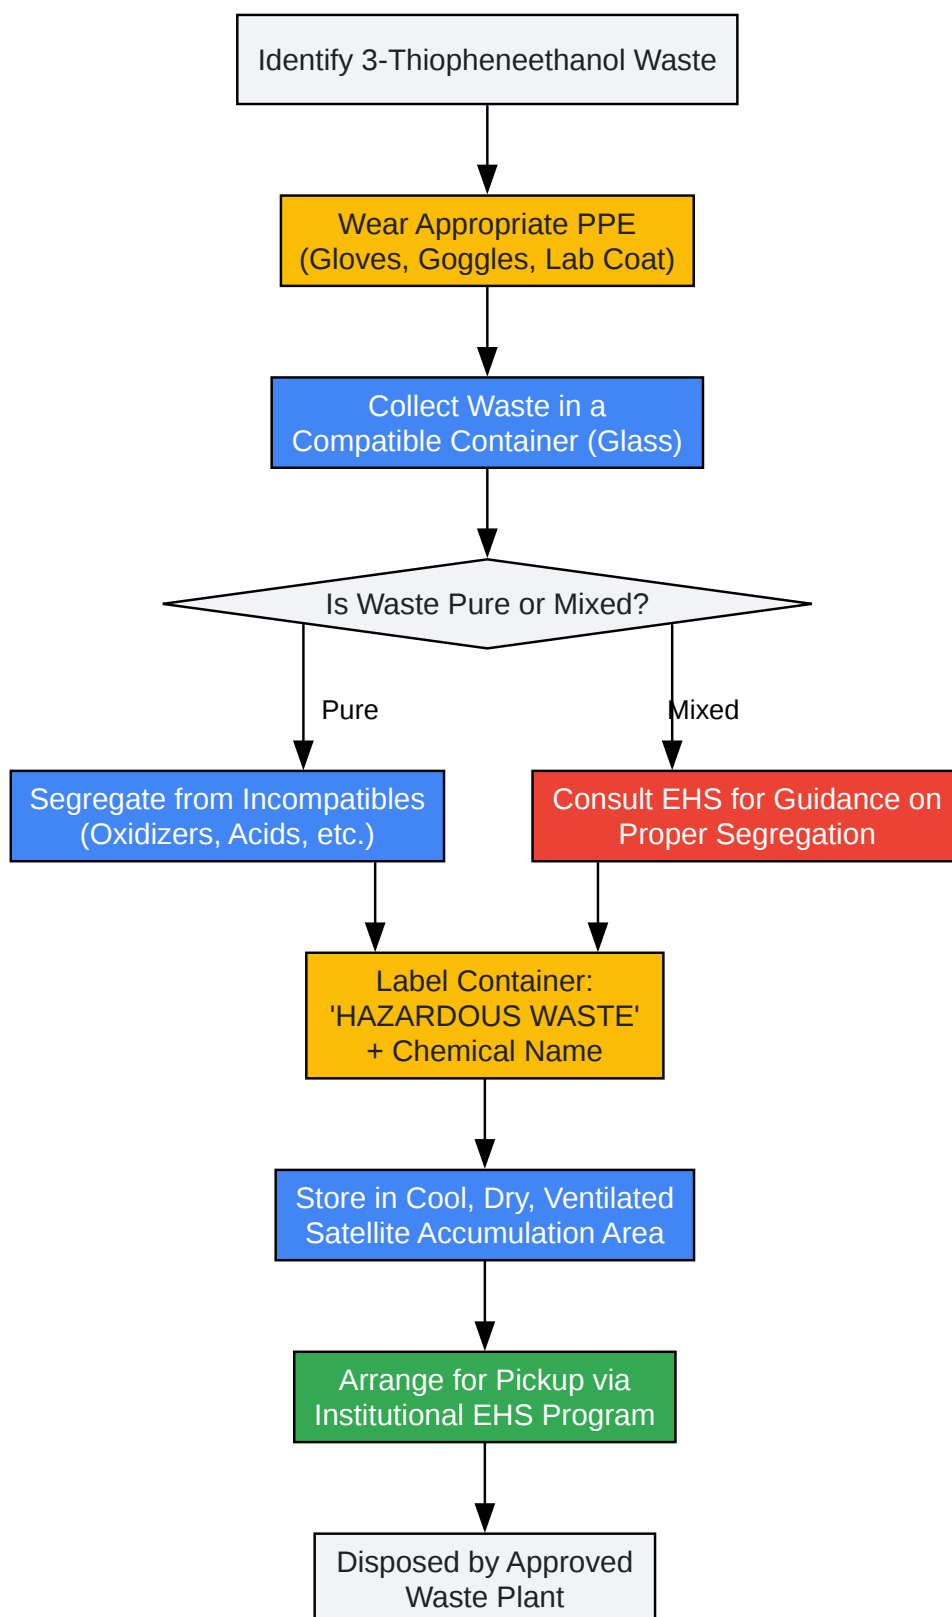 Identify 3-Thiopheneethanol Waste
Wear Appropriate PPE
(Gloves, Goggles, Lab Coat)
Collect Waste in a
Compatible Container (Glass)
Is Waste Pure or Mixed?
Pure
Mixed
Segregate from Incompatibles
(Oxidizers, Acids, etc.)
Consult EHS for Guidance on
Proper Segregation
Label Container:
'HAZARDOUS WASTE'
+ Chemical Name
Store in Cool, Dry, Ventilated
Satellite Accumulation Area
Arrange for Pickup via
Institutional EHS Program
Disposed by Approved
Waste Plant